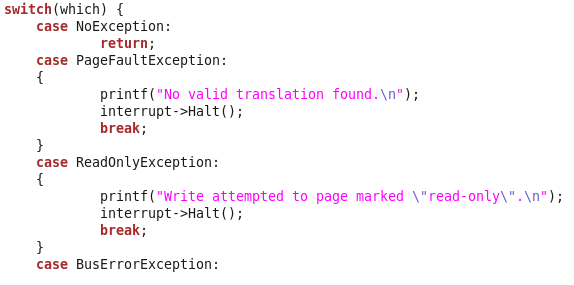 switch(which) {
    case NoException:
            return;
    case PageFaultException:
    {
            printf("No valid translation found.\n");
            interrupt->Halt();
            break;
    }
    case ReadOnlyException:
    {
            printf("Write attempted to page marked \"read-only\".\n");
            interrupt->Halt();
            break;
    }
    case BusErrorException: